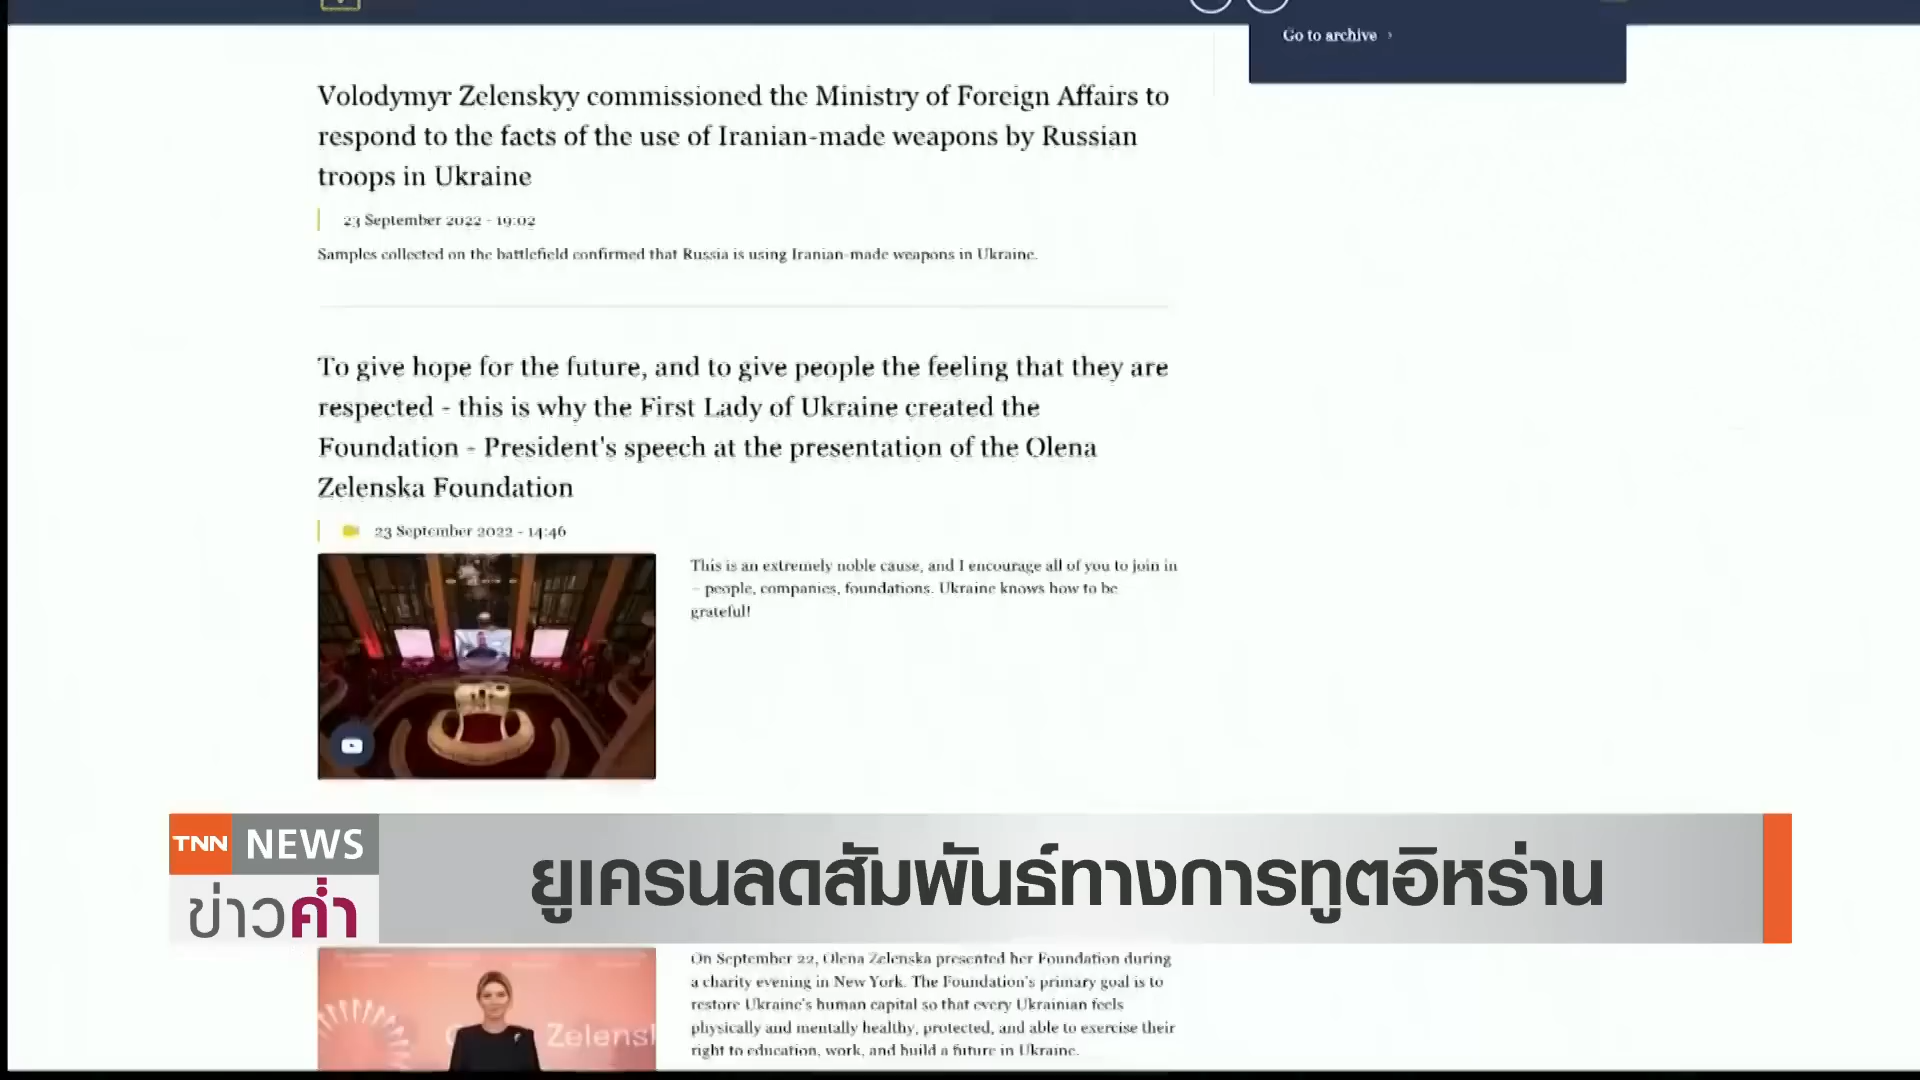 Go to archive ›
Volodymyr Zelenskyy commissioned the Ministry of Foreign Affairs to
respond to the facts of the use of Iranian-made weapons by Russian
troops in Ukraine
23 September 2022 - 19:02
Samples collected on the battlefield confirmed that Russia is using Iranian-made weapons in Ukraine.
To give hope for the future, and to give people the feeling that they are
respected - this is why the First Lady of Ukraine created the
Foundation - President's speech at the presentation of the Olena
Zelenska Foundation
23 September 2022 - 14:46
This is an extremely noble cause, and I encourage all of you to join in
– people, companies, foundations. Ukraine knows how to be
grateful!
TNN NEWS
ข่าวค่ำ
ยูเครนลดสัมพันธ์ทางการทูตอิหร่าน
On September 22, Olena Zelenska presented her Foundation during
a charity evening in New York. The Foundation's primary goal is to
restore Ukraine's human capital so that every Ukrainian feels
physically and mentally healthy, protected, and able to exercise their
right to education, work, and build a future in Ukraine.
Zelensk